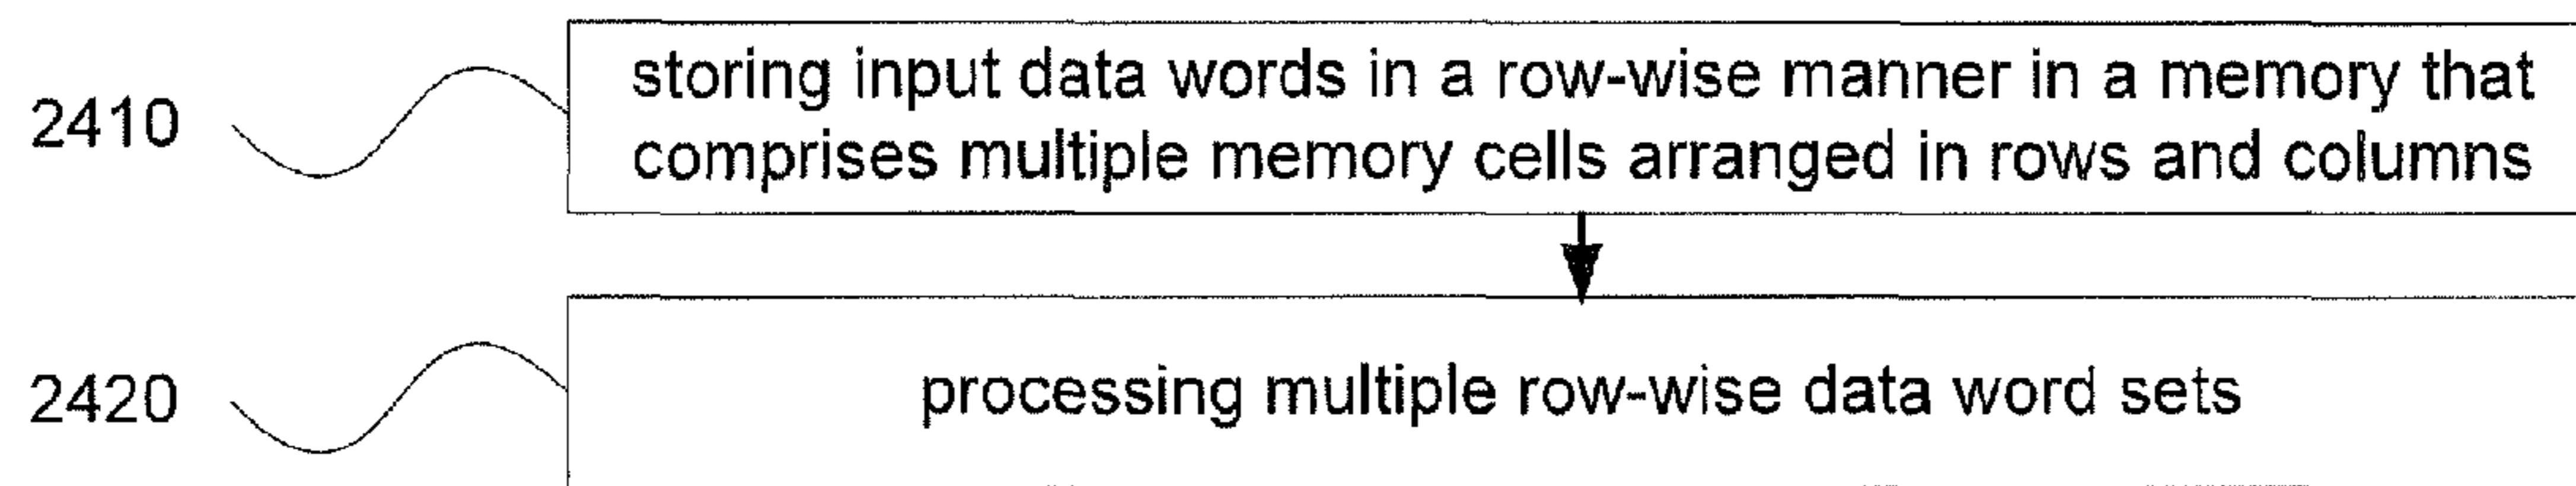 2410
storing input data words in a row-wise manner in a memory that
comprises multiple memory cells arranged in rows and columns
2420
processing multiple row-wise data word sets